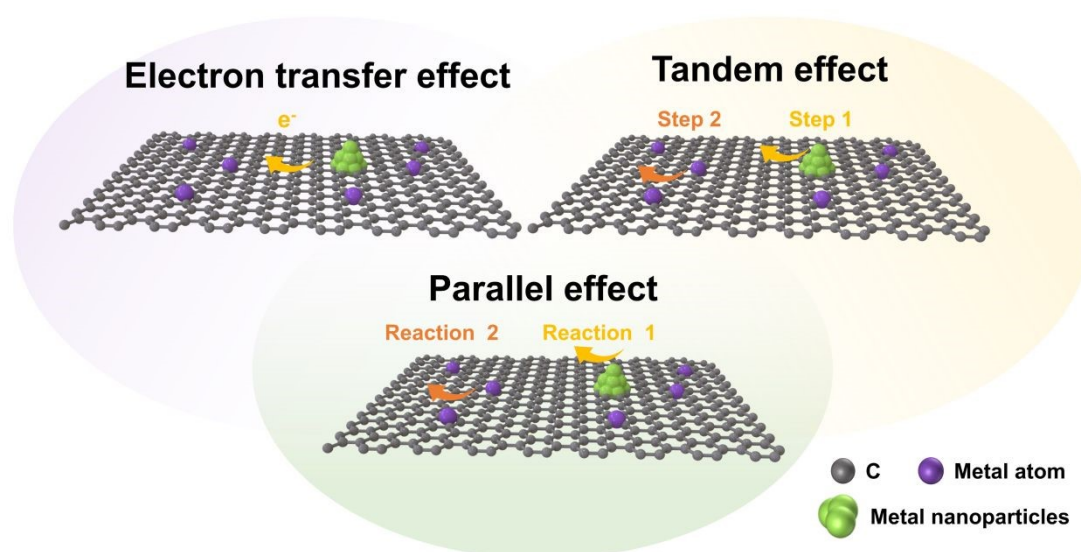 Electron transfer effect
Tandem effect
e-
Step 2
Step 1
Parallel effect
Reaction 2
Reaction 1
C
Metal atom
Metal nanoparticles